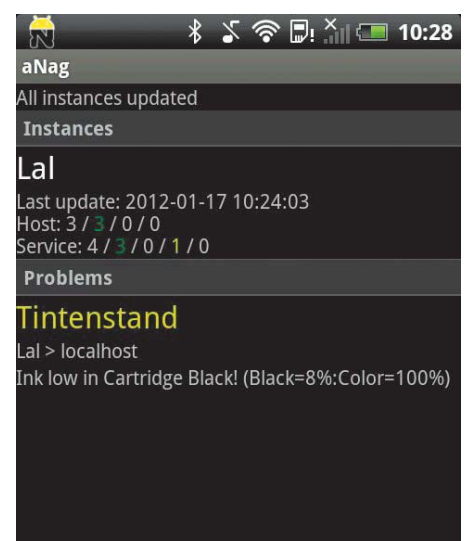 10:28
aNag
All instances updated
Instances
Lal
Last update: 2012-01-17 10:24:03
Host: 3 / 3 / 0 / 0
Service: 4 / 3 / 0 / 1 / 0
Problems
Tintenstand
Lal > localhost
Ink low in Cartridge Black! (Black=8%:Color=100%)